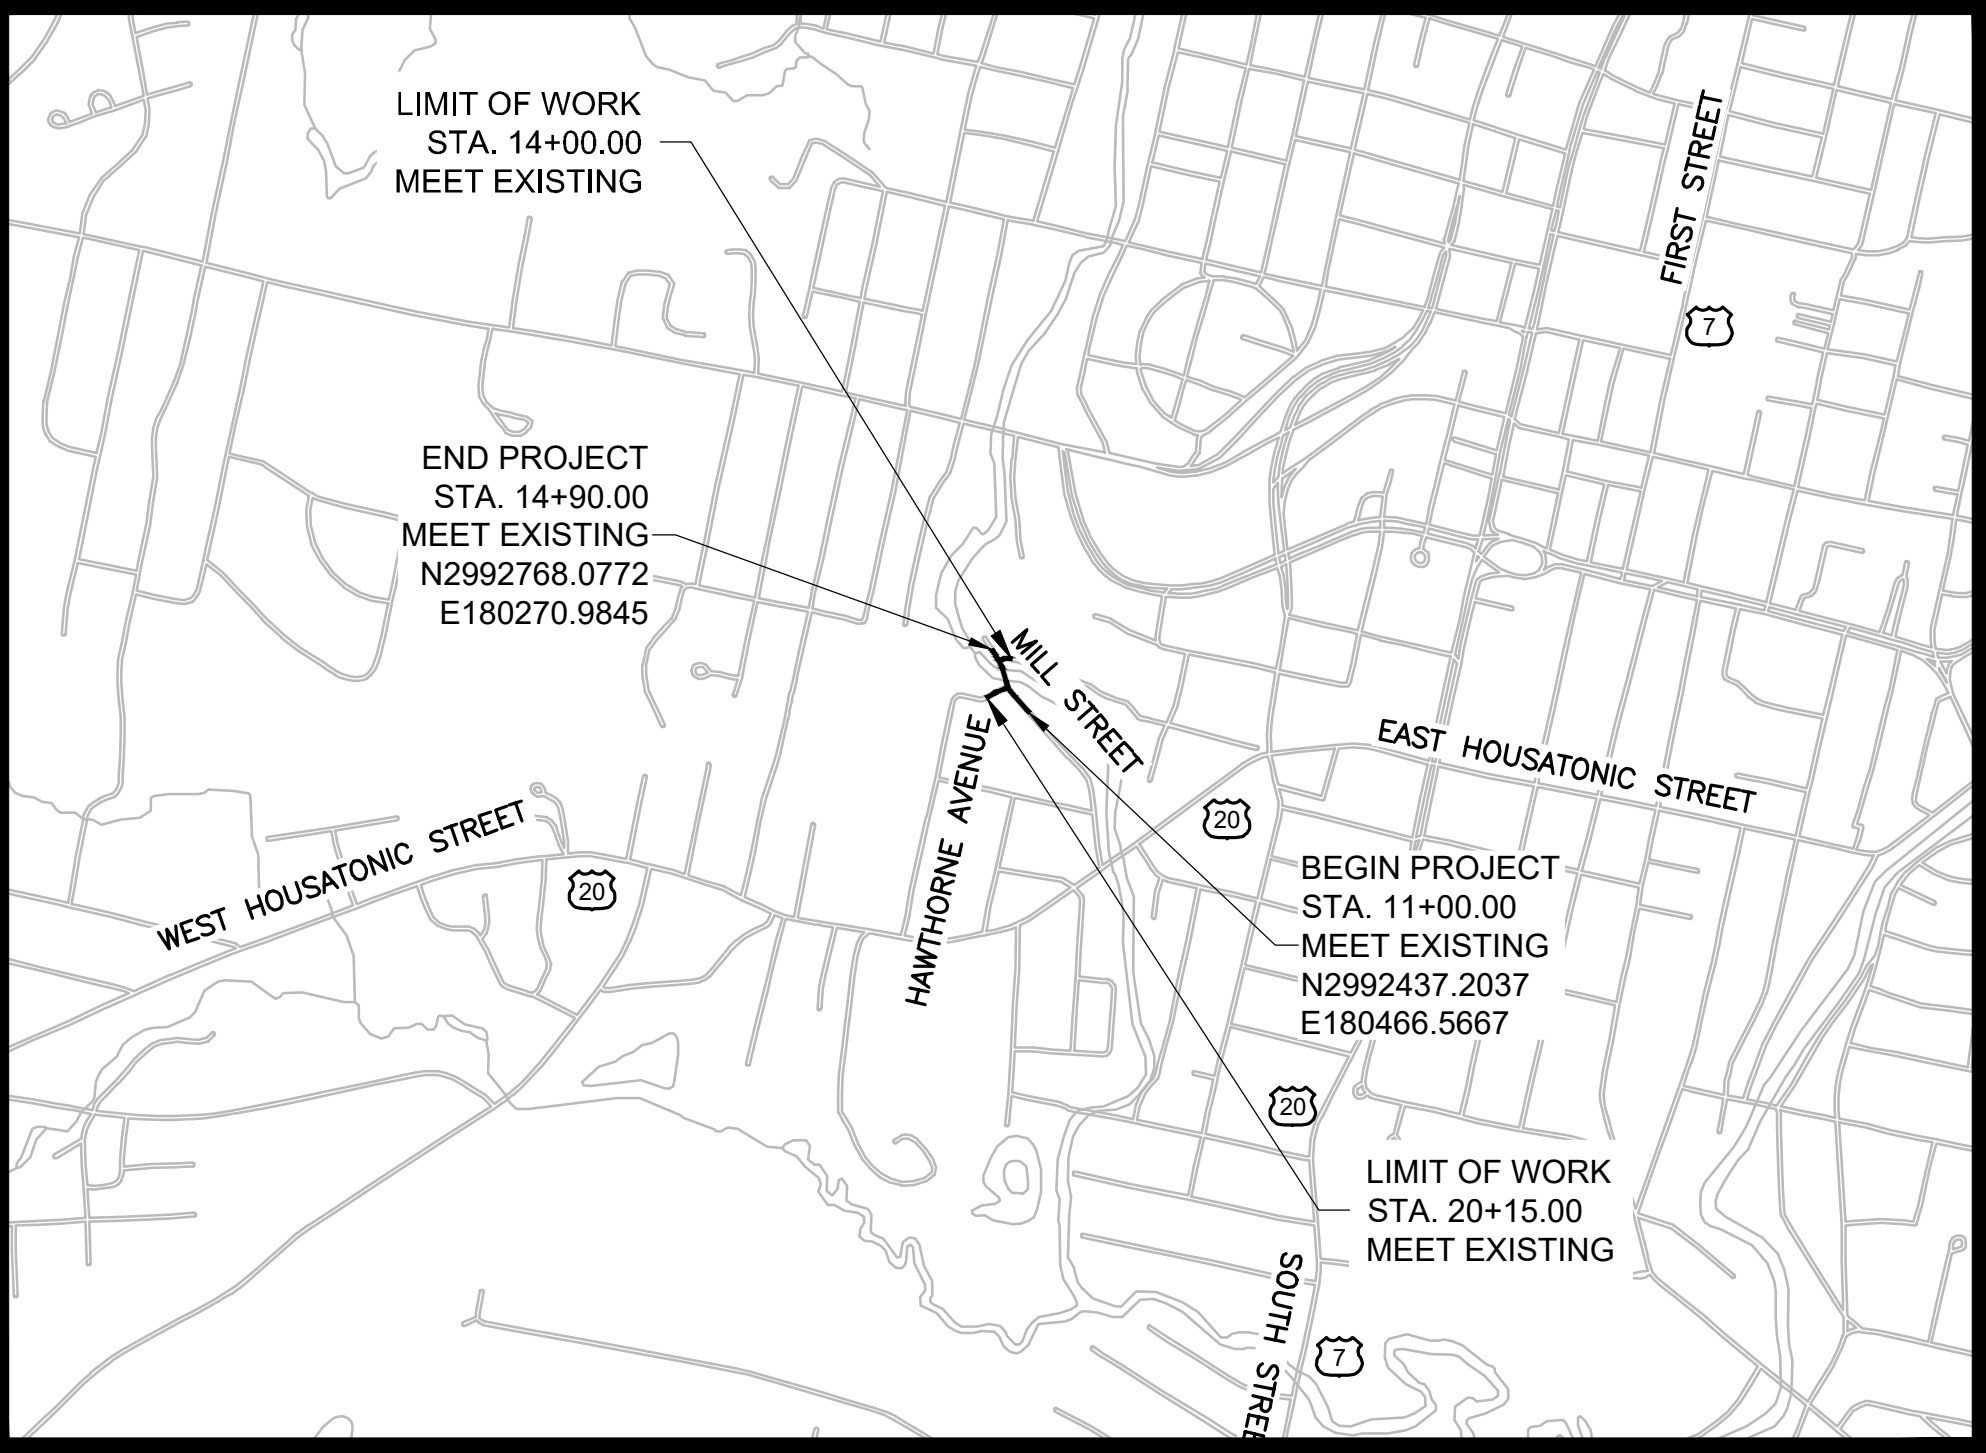 LIMIT OF WORK
STA. 14+00.00
MEET EXISTING
FIRST STREET
7
END PROJECT
STA. 14+90.00
MEET EXISTING
N2992768.0772
E180270.9845
MILL STREET
HAWTHORNE AVENUE
EAST HOUSATONIC STREET
20
WEST HOUSATONIC STREET
20
BEGIN PROJECT
STA. 11+00.00
MEET EXISTING
N2992437.2037
E180466.5667
20
LIMIT OF WORK
STA. 20+15.00
MEET EXISTING
SOUTH STREE
7